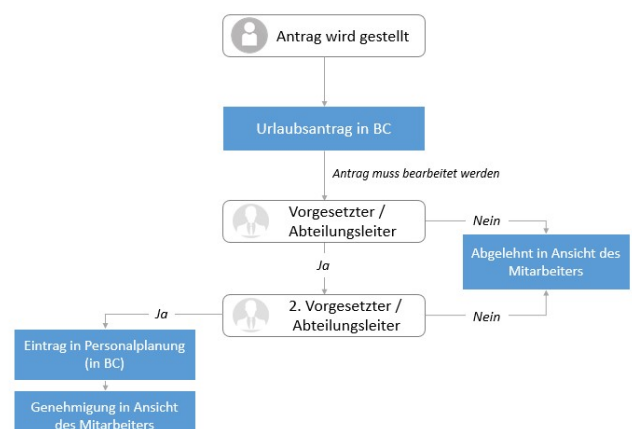 Antrag wird gestellt
Urlaubsantrag in BC
Antrag muss bearbeitet werden
Vorgesetzter /
Abteilungsleiter
Nein
Abgelehnt in Ansicht des
Mitarbeiters
Ja
2. Vorgesetzter /
Abteilungsleiter
Nein
Ja
Eintrag in Personalplanung
(in BC)
Genehmigung in Ansicht
des Mitarbeiters